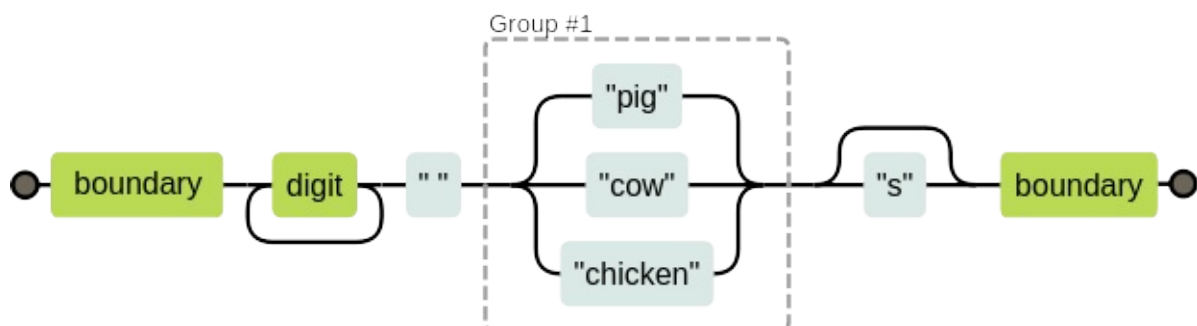 Group #1
"pig"
boundary digit " " "cow" "s" boundary
"chicken"